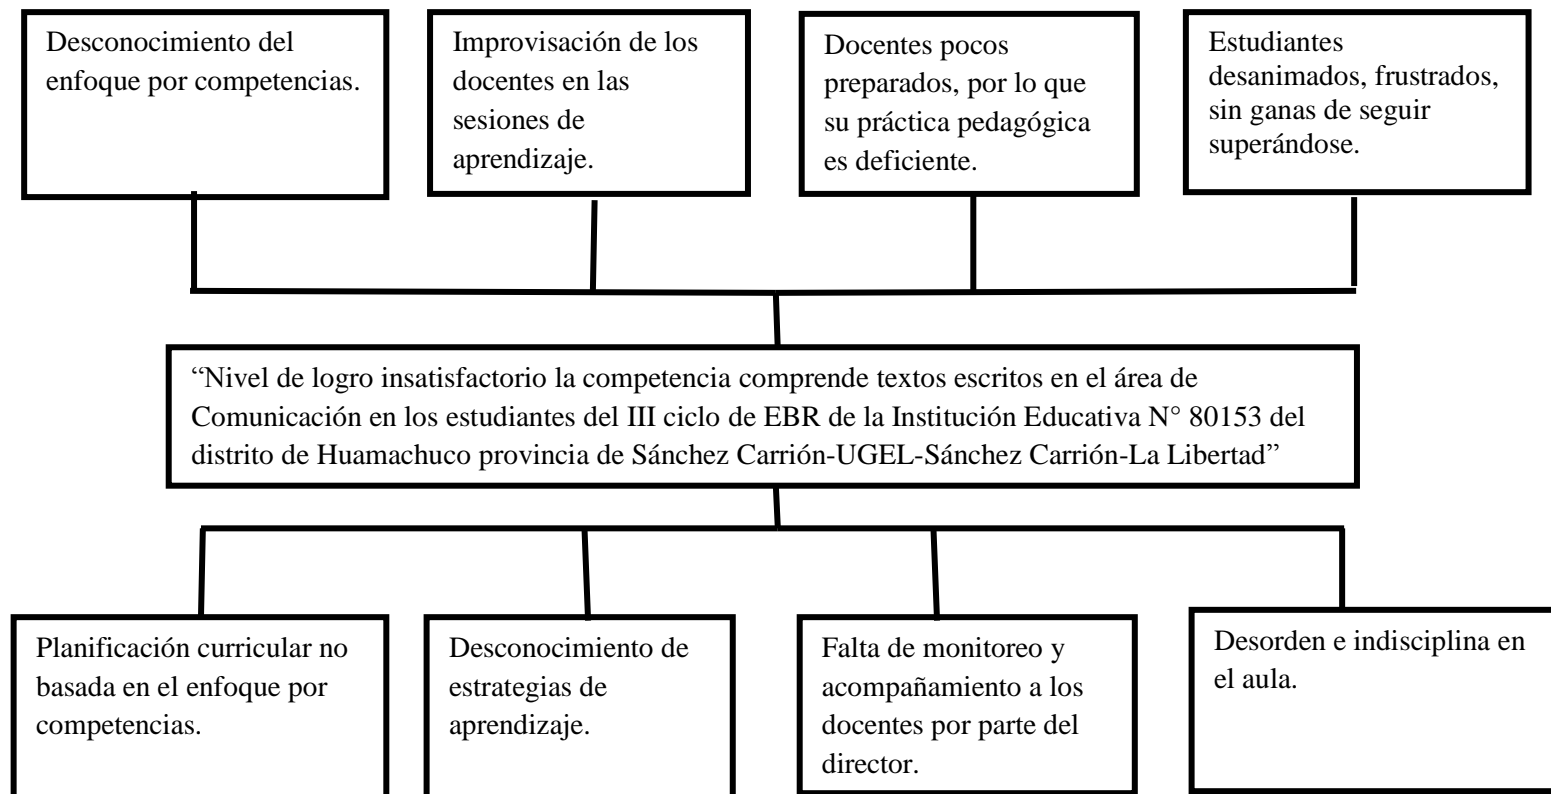 Desconocimiento del
enfoque por competencias.
Improvisación de los
docentes en las
sesiones de
aprendizaje.
Docentes pocos
preparados, por lo que
su práctica pedagógica
es deficiente.
Estudiantes
desanimados, frustrados,
sin ganas de seguir
superándose.
“Nivel de logro insatisfactorio la competencia comprende textos escritos en el área de
Comunicación en los estudiantes del III ciclo de EBR de la Institución Educativa N° 80153 del
distrito de Huamachuco provincia de Sánchez Carrión-UGEL-Sánchez Carrión-La Libertad”
Planificación curricular no
basada en el enfoque por
competencias.
Desconocimiento de
estrategias de
aprendizaje.
Falta de monitoreo y
acompañamiento a los
docentes por parte del
director.
Desorden e indisciplina en
el aula.